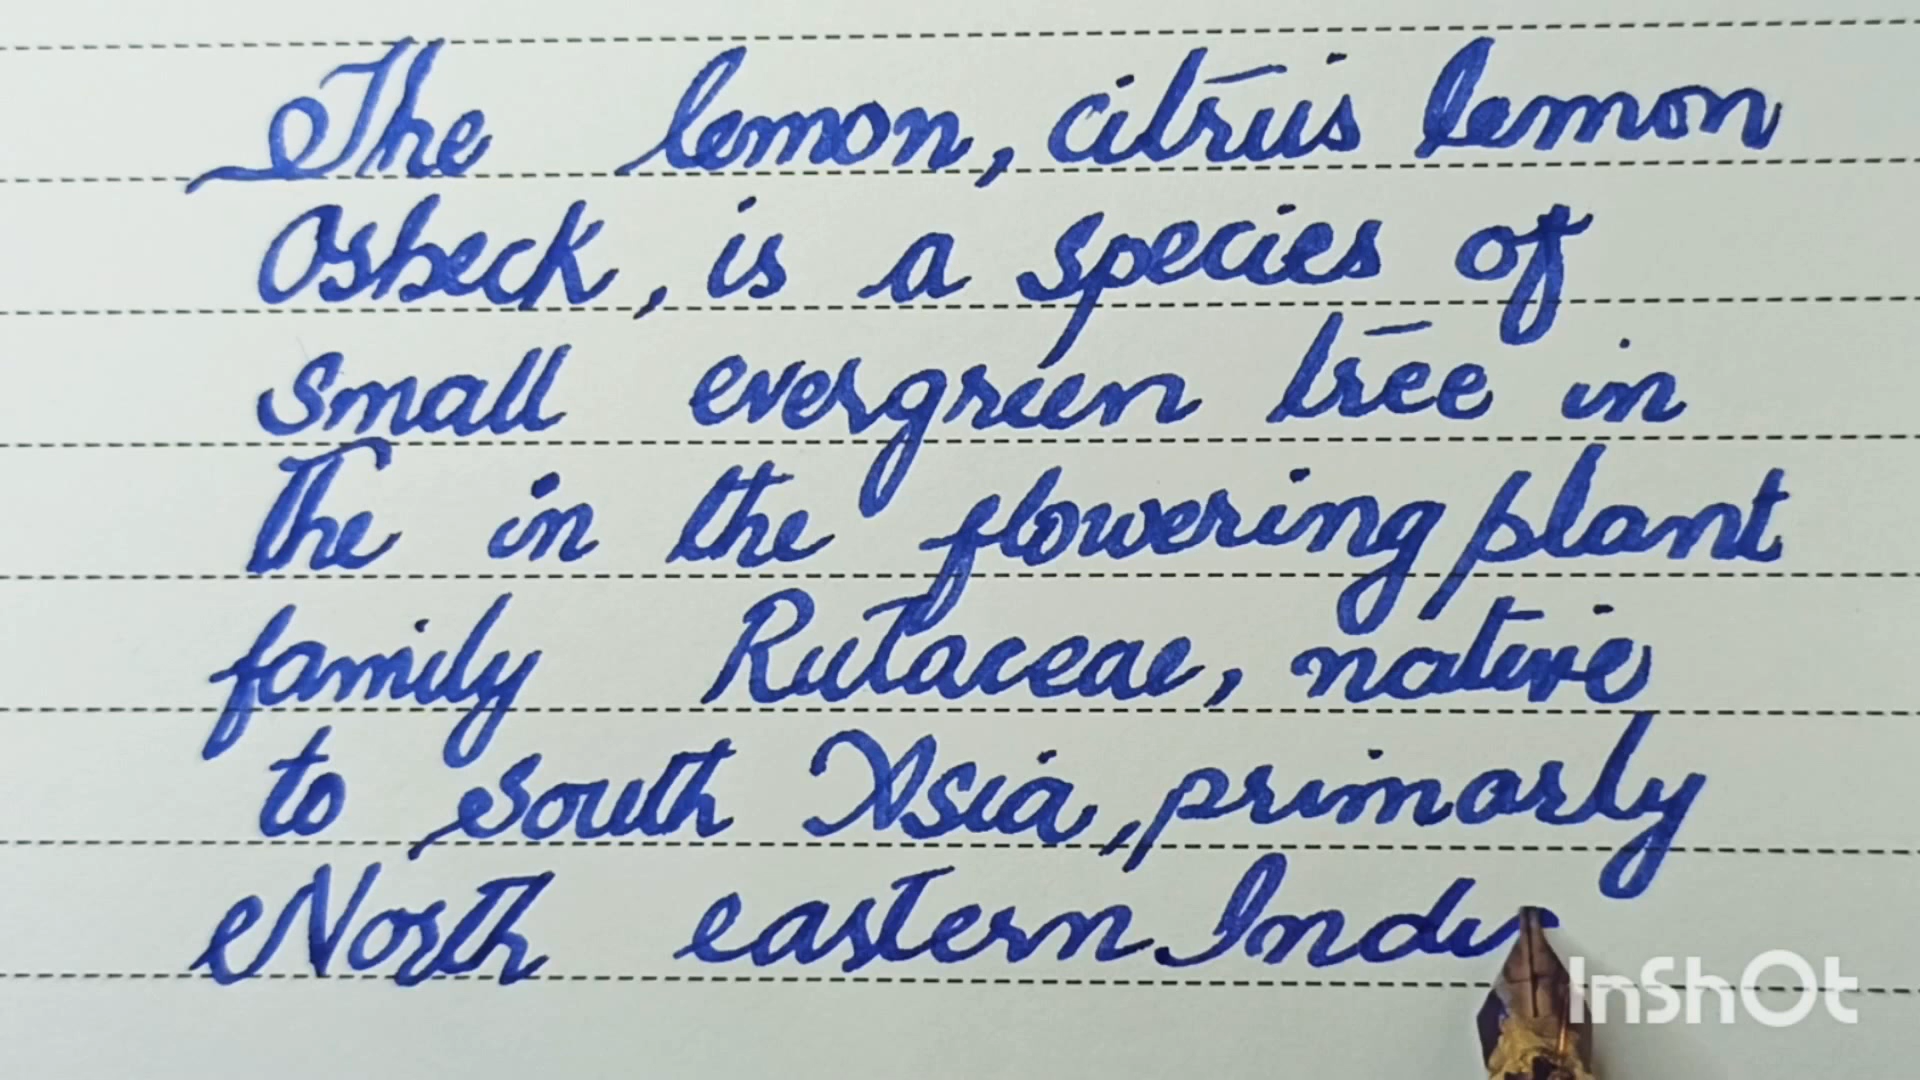 The lemon, citrus lemon
Osbeck, is a species of
small evergreen tree in
the in the flowering plant
family Rutaceae, native
to south Asia, primarly
North eastern Indi
InShOt